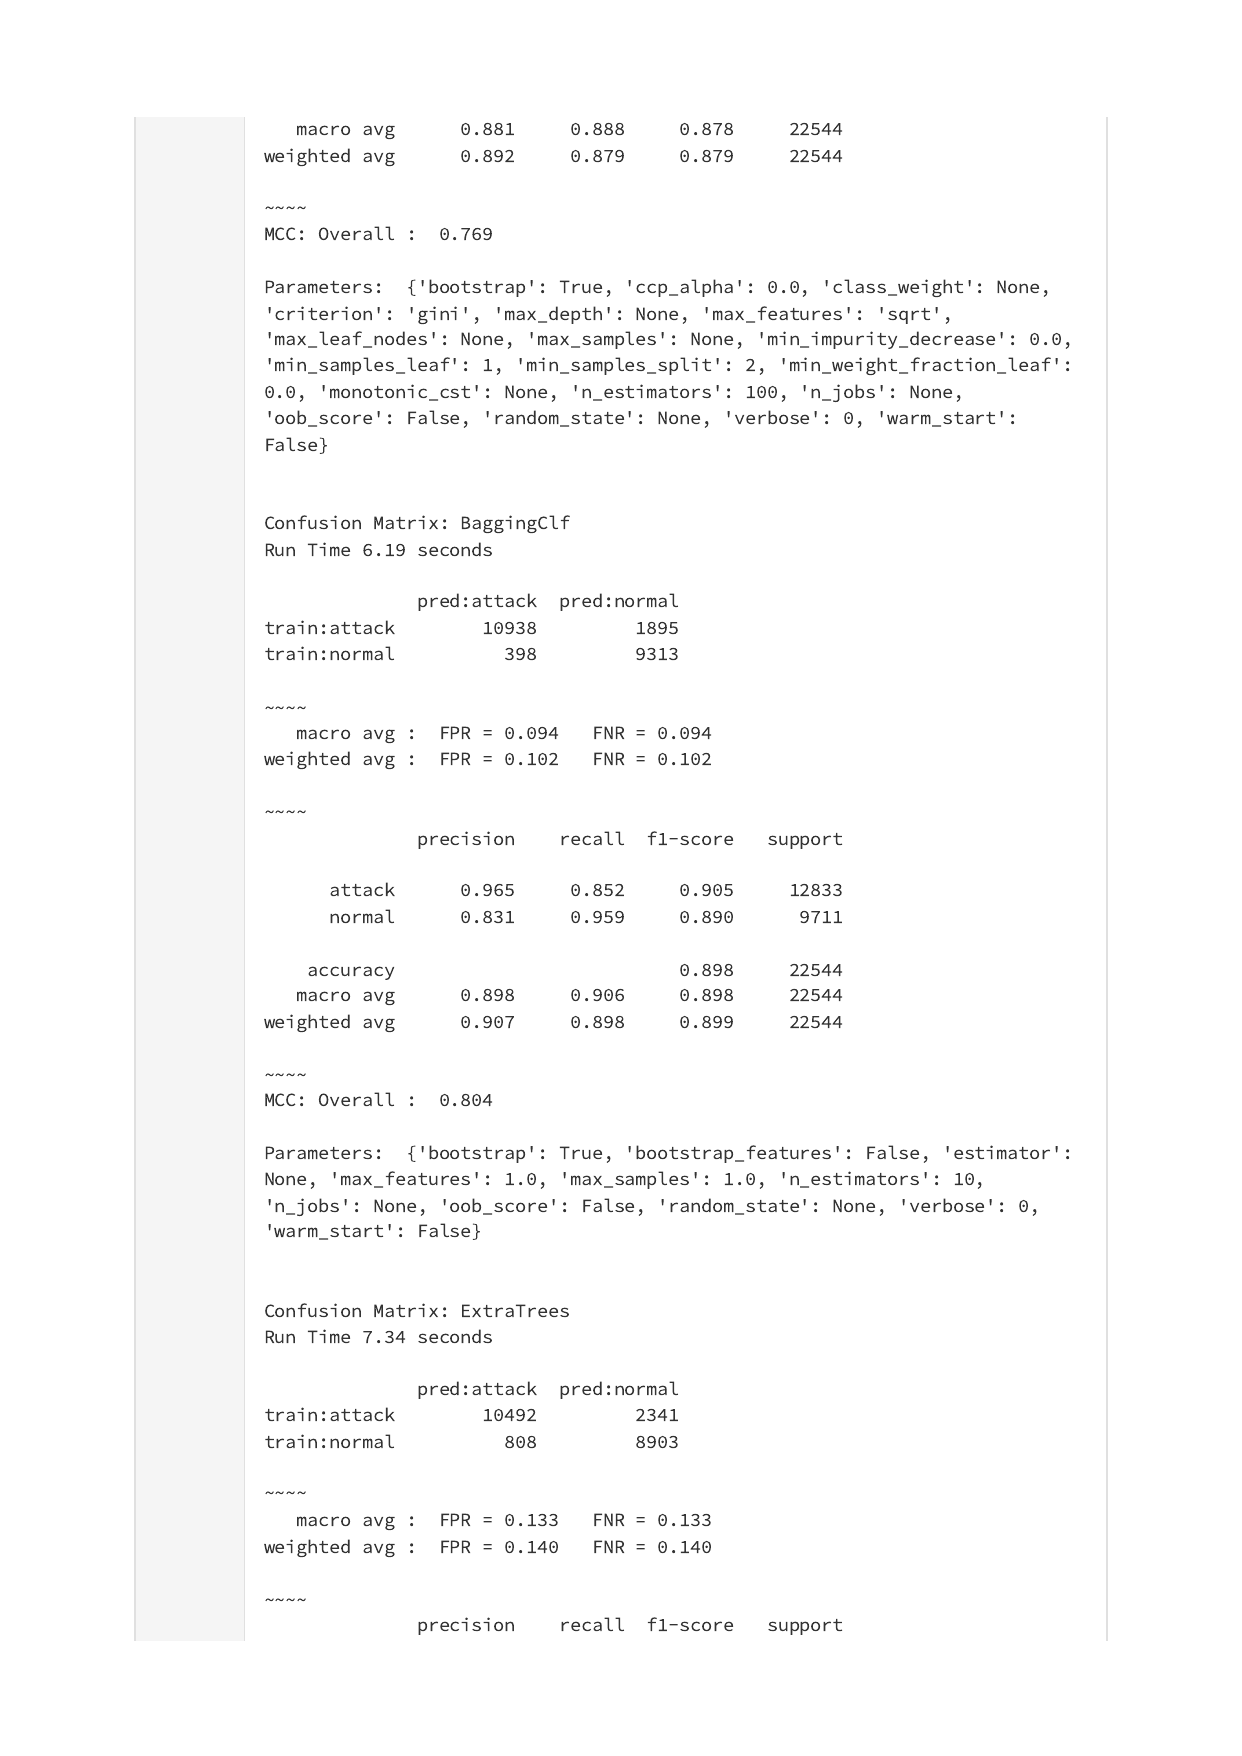 macro avg 0.881 0.888 0.878 22544
weighted avg 0.892 0.879 0.879 22544
~~~~
MCC: Overall : 0.769
Parameters: {'bootstrap': True, 'ccp_alpha': 0.0, 'class_weight': None,
'criterion': 'gini', 'max_depth': None, 'max_features': 'sqrt',
'max_leaf_nodes': None, 'max_samples': None, 'min_impurity_decrease': 0.0,
'min_samples_leaf': 1, 'min_samples_split': 2, 'min_weight_fraction_leaf':
0.0, 'monotonic_cst': None, 'n_estimators': 100, 'n_jobs': None,
'oob_score': False, 'random_state': None, 'verbose': 0, 'warm_start':
False}
Confusion Matrix: BaggingClf
Run Time 6.19 seconds
pred:attack pred:normal
train:attack 10938 1895
train:normal 398 9313
~~~~
macro avg : FPR = 0.094 FNR = 0.094
weighted avg : FPR = 0.102 FNR = 0.102
~~~~
precision recall f1-score support
attack 0.965 0.852 0.905 12833
normal 0.831 0.959 0.890 9711
accuracy 0.898 22544
macro avg 0.898 0.906 0.898 22544
weighted avg 0.907 0.898 0.899 22544
~~~~
MCC: Overall : 0.804
Parameters: {'bootstrap': True, 'bootstrap_features': False, 'estimator':
None, 'max_features': 1.0, 'max_samples': 1.0, 'n_estimators': 10,
'n_jobs': None, 'oob_score': False, 'random_state': None, 'verbose': 0,
'warm_start': False}
Confusion Matrix: ExtraTrees
Run Time 7.34 seconds
pred:attack pred:normal
train:attack 10492 2341
train:normal 808 8903
~~~~
macro avg : FPR = 0.133 FNR = 0.133
weighted avg : FPR = 0.140 FNR = 0.140
~~~~
precision recall f1-score support